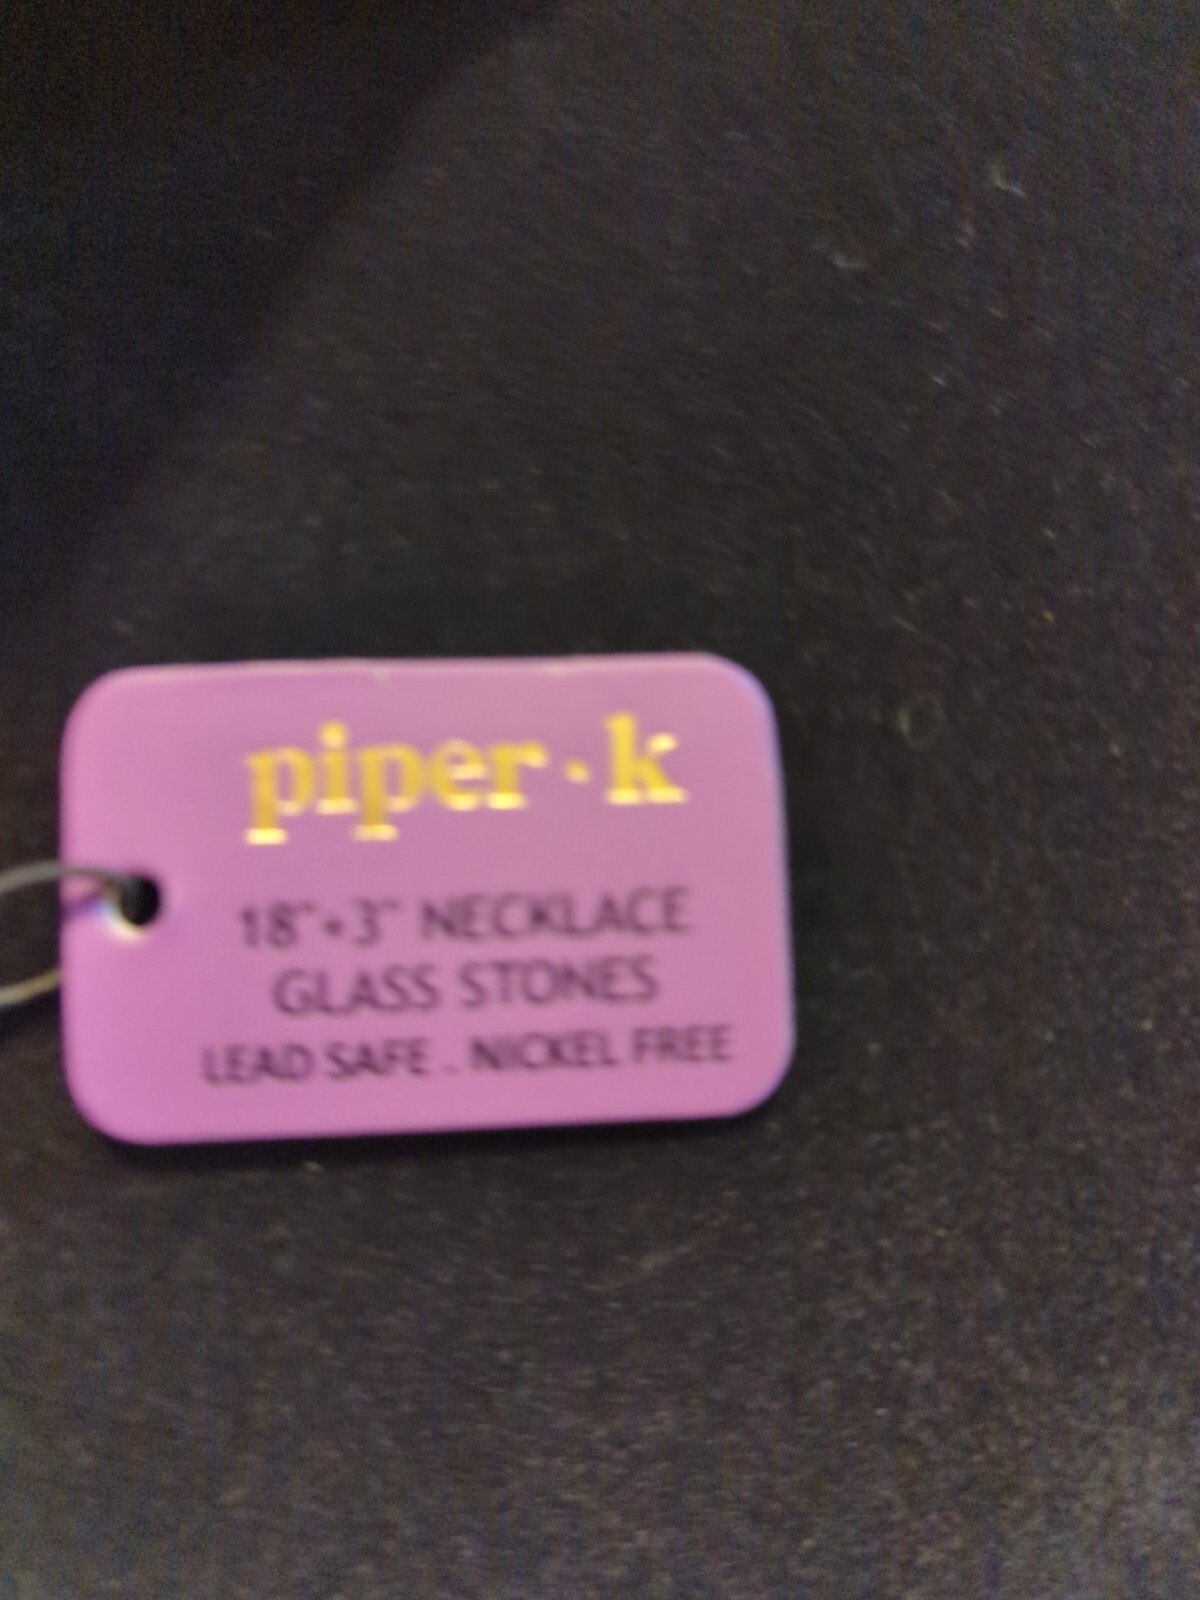 piper · k
18"+3" NECKLACE
GLASS STONES
LEAD SAFE . NICKEL FREE